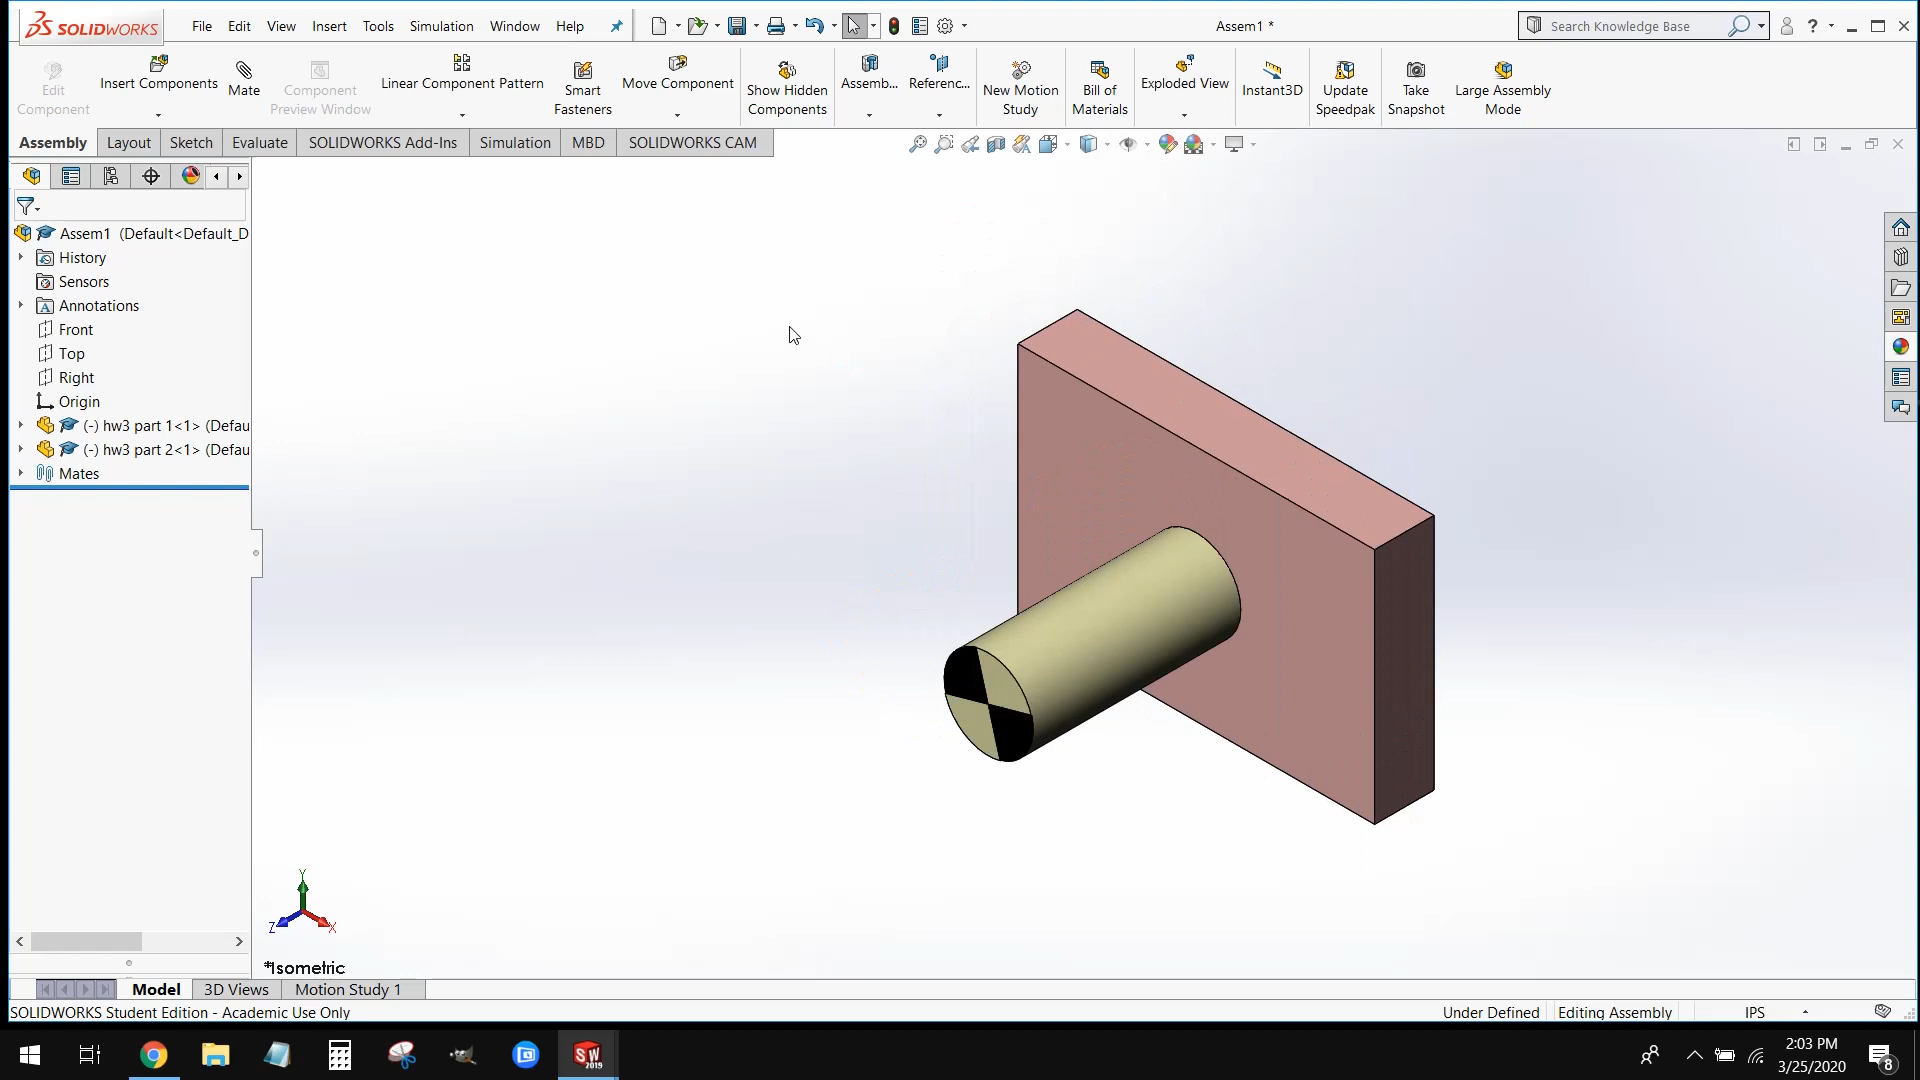 SOLIDWORKS File Edit View Insert Tools Simulation Window Help Assem1 * Search Knowledge Base ?
Edit Component
Insert Components
Mate
Component Preview Window
Linear Component Pattern
Smart Fasteners
Move Component
Show Hidden Components
Assemb...
Referenc...
New Motion Study
Bill of Materials
Exploded View
Instant3D
Update Speedpak
Take Snapshot
Large Assembly Mode
Assembly Layout Sketch Evaluate SOLIDWORKS Add-Ins Simulation MBD SOLIDWORKS CAM
Assem1 (Default<Default_D
History
Sensors
Annotations
Front
Top
Right
Origin
(-) hw3 part 1<1> (Defau
(-) hw3 part 2<1> (Defau
Mates
Y
Z X
*Isometric
Model 3D Views Motion Study 1
SOLIDWORKS Student Edition - Academic Use Only Under Defined Editing Assembly IPS
SW 2019
2:03 PM
3/25/2020
8